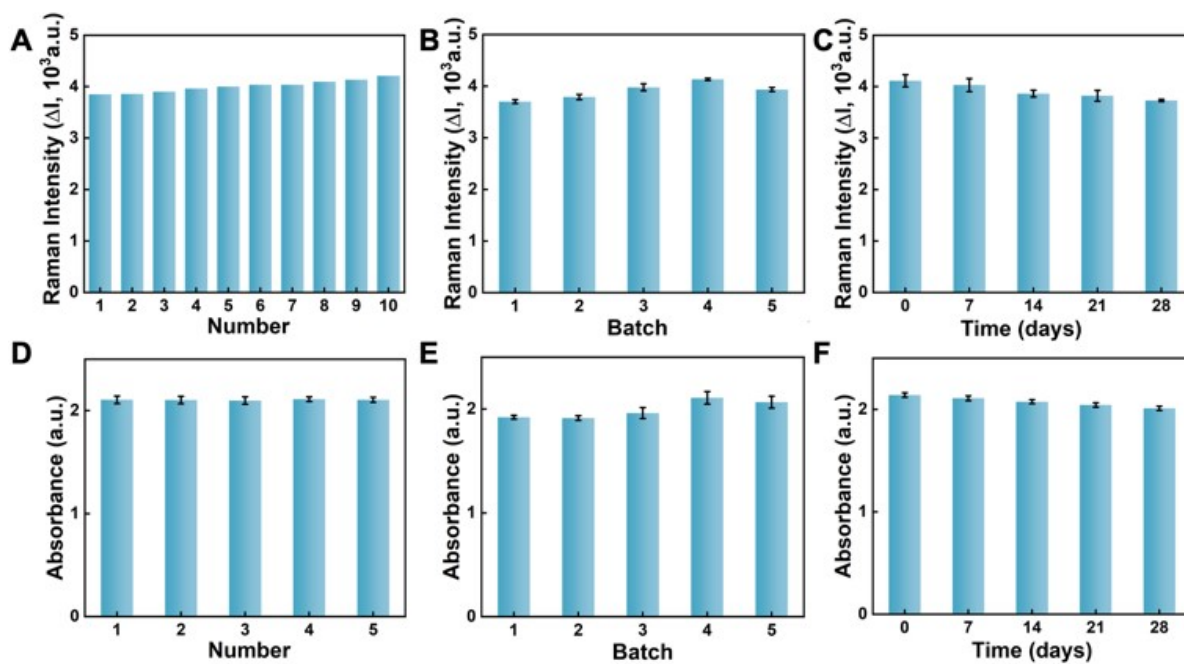 A
Raman Intensity (ΔI, 10³a.u.)
5
4
3
2
1
0
1 2 3 4 5 6 7 8 9 10
Number
B
Raman Intensity (ΔI, 10³a.u.)
5
4
3
2
1
0
1 2 3 4 5
Batch
C
Raman Intensity (ΔI, 10³a.u.)
5
4
3
2
1
0
0 7 14 21 28
Time (days)
D
Absorbance (a.u.)
2
1
0
1 2 3 4 5
Number
E
Absorbance (a.u.)
2
1
0
1 2 3 4 5
Batch
F
Absorbance (a.u.)
2
1
0
0 7 14 21 28
Time (days)